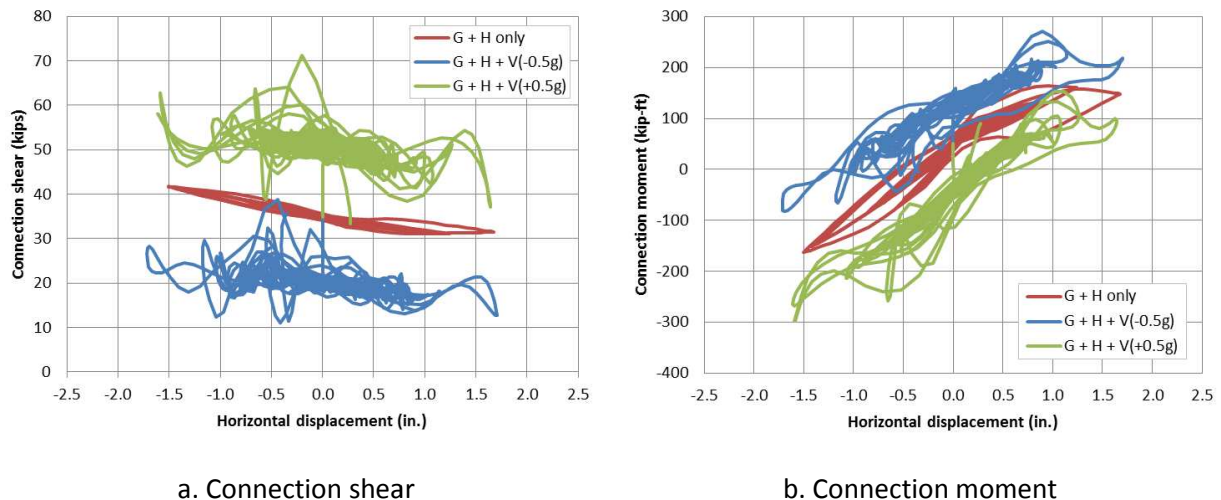 80
70
60
50
40
30
20
10
0
Connection shear (kips)
G + H only
G + H + V(-0.5g)
G + H + V(+0.5g)
-2.5 -2.0 -1.5 -1.0 -0.5 0.0 0.5 1.0 1.5 2.0 2.5
Horizontal displacement (in.)
a. Connection shear
300
200
100
0
-100
-200
-300
-400
Connection moment (kip-ft)
G + H only
G + H + V(-0.5g)
G + H + V(+0.5g)
-2.5 -2.0 -1.5 -1.0 -0.5 0.0 0.5 1.0 1.5 2.0 2.5
Horizontal displacement (in.)
b. Connection moment